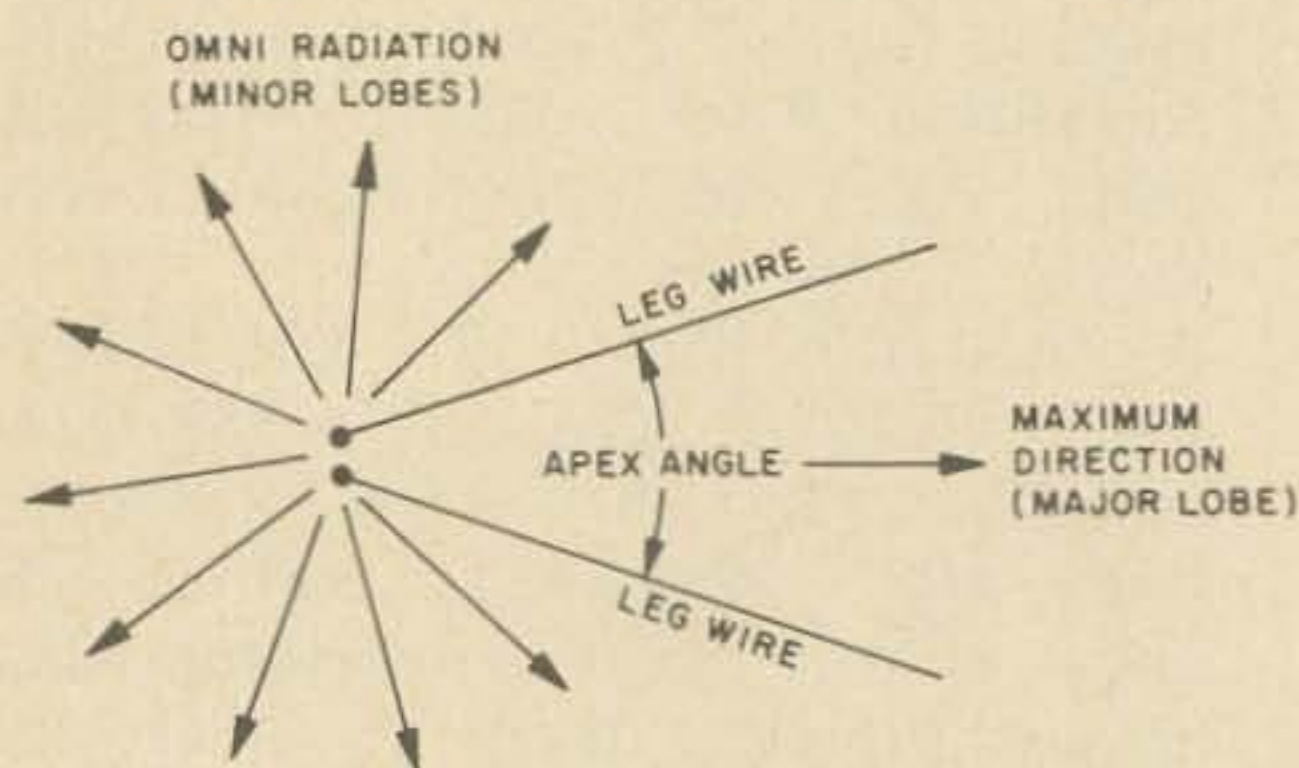 OMNI RADIATION
(MINOR LOBES)
LEG WIRE
APEX ANGLE
MAXIMUM
DIRECTION
(MAJOR LOBE)
LEG WIRE